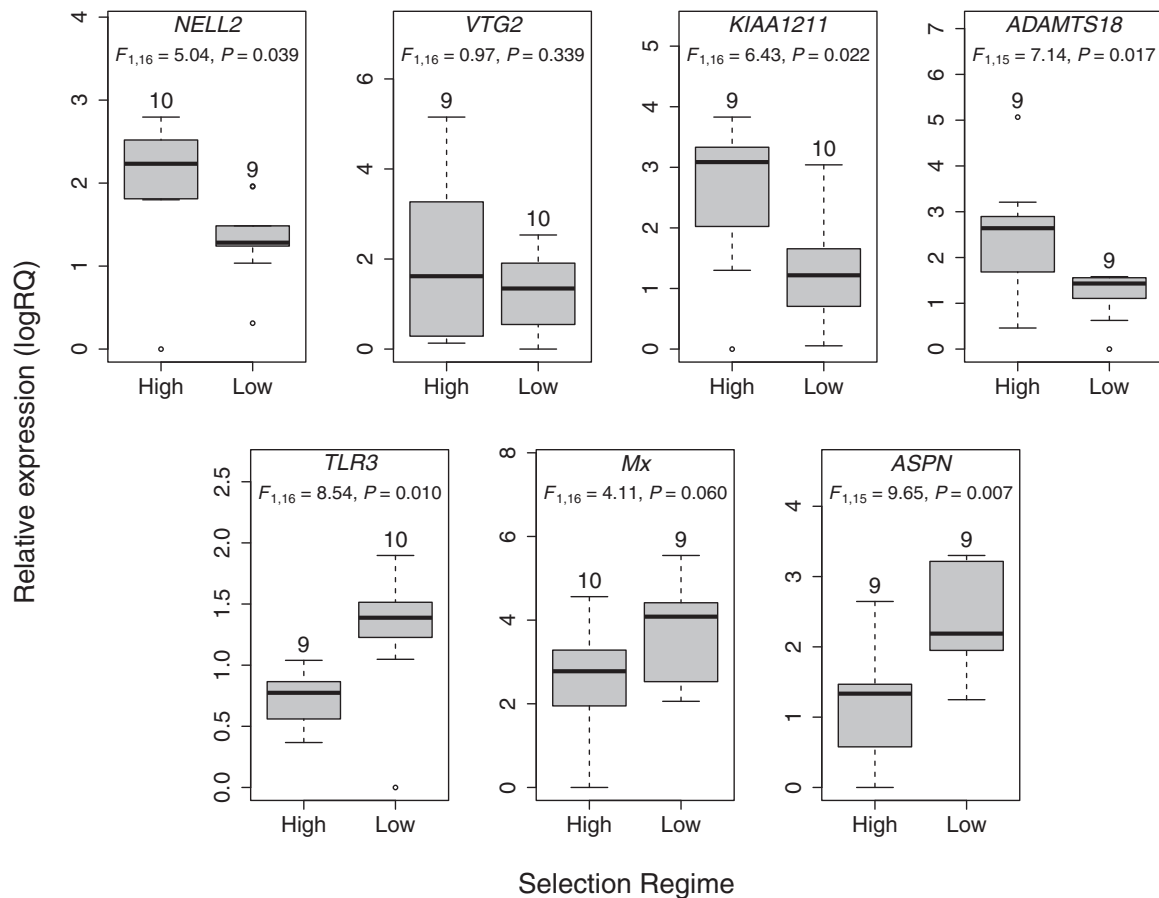 Relative expression (logRQ)
NELL2
F1,16 = 5.04, P = 0.039
10
9
0
1
2
3
4
High
Low
VTG2
F1,16 = 0.97, P = 0.339
9
10
0
2
4
6
High
Low
KIAA1211
F1,16 = 6.43, P = 0.022
9
10
0
1
2
3
4
5
High
Low
ADAMTS18
F1,15 = 7.14, P = 0.017
9
9
0
1
2
3
4
5
6
7
High
Low
TLR3
F1,16 = 8.54, P = 0.010
9
10
0.0
0.5
1.0
1.5
2.0
2.5
High
Low
Mx
F1,16 = 4.11, P = 0.060
10
9
0
2
4
6
8
High
Low
ASPN
F1,15 = 9.65, P = 0.007
9
9
0
1
2
3
4
High
Low
Selection Regime